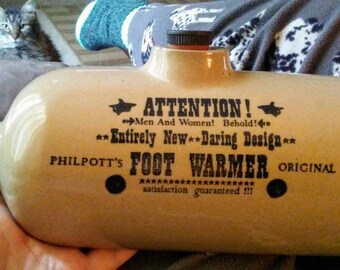 ATTENTION!
Men And Women! Behold!
Entirely New ★★ Daring Design
PHILPOTT'S FOOT WARMER ORIGINAL
satisfaction guaranteed !!!